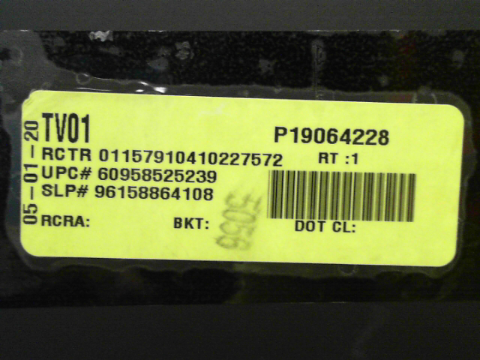 05-01-20
TV01 P19064228
RCTR 01157910410227572 RT :1
UPC# 60958525239
SLP# 96158864108
RCRA: BKT: DOT CL: